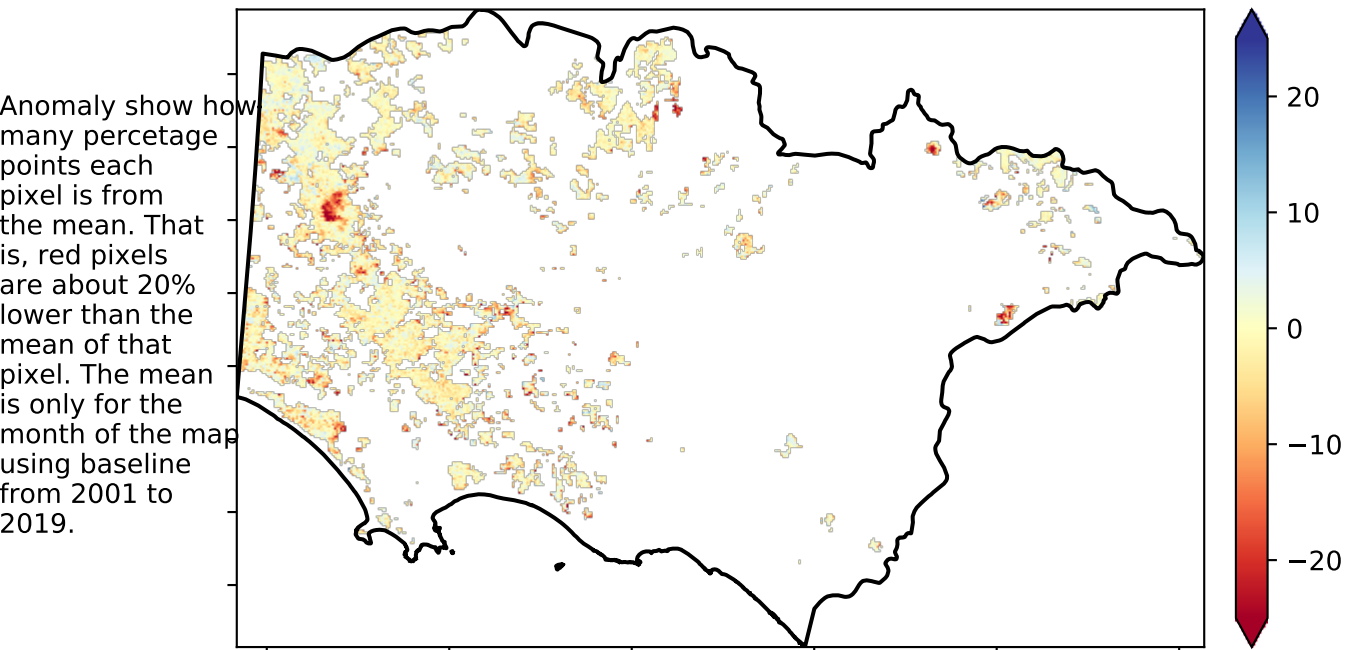 Anomaly show how
many percetage
points each
pixel is from
the mean. That
is, red pixels
are about 20%
lower than the
mean of that
pixel. The mean
is only for the
month of the map
using baseline
from 2001 to
2019.
20
10
0
−10
−20